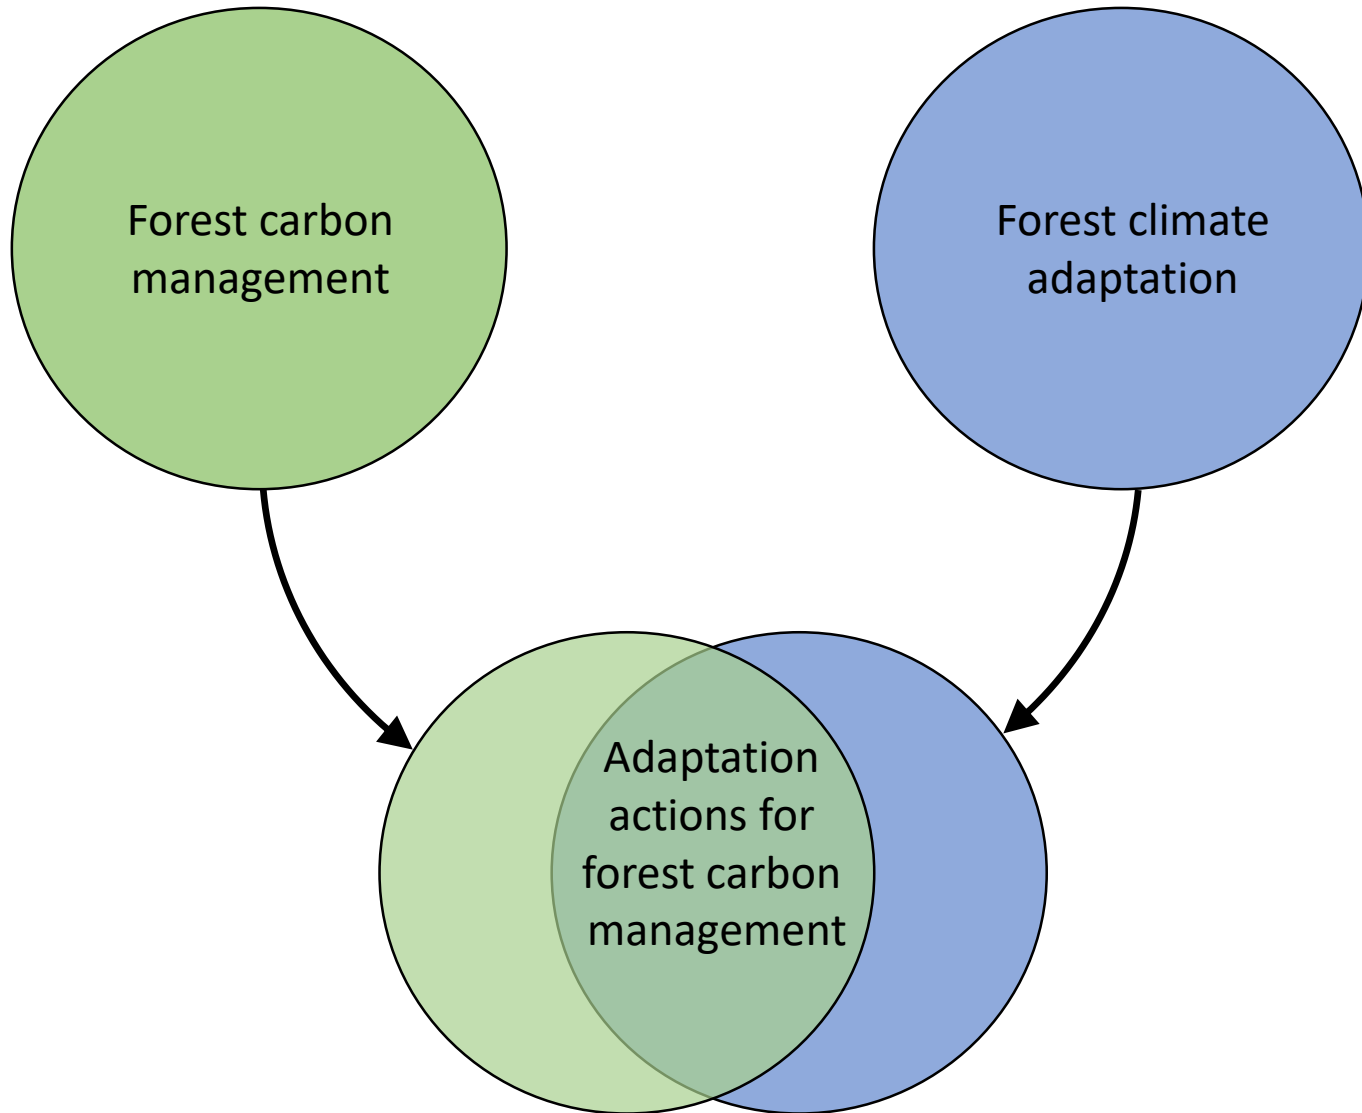 Forest carbon
management
Forest climate
adaptation
Adaptation
actions for
forest carbon
management